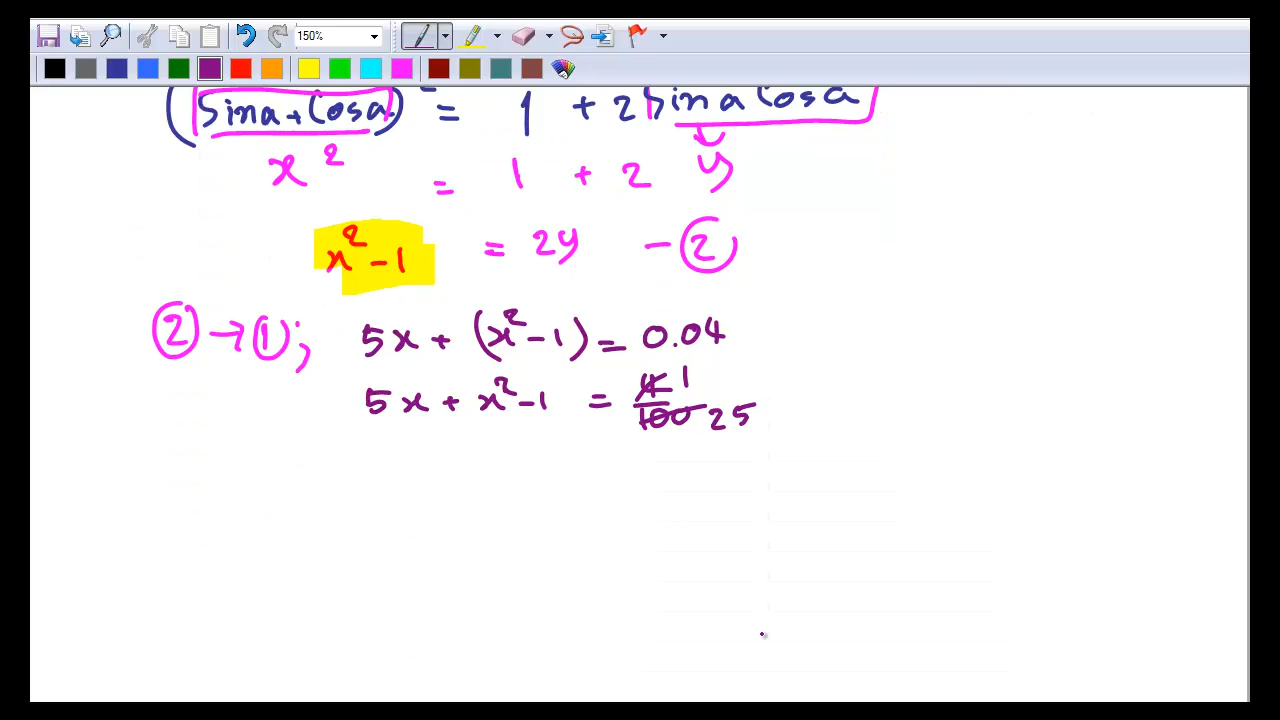 150%
(Sina + Cosa)² = 1 + 2 Sina Cosa
x² = 1 + 2 y
x² - 1 = 2y - ②
② → ①; 5x + (x² - 1) = 0.04
5x + x² - 1 = 4/100 1/25